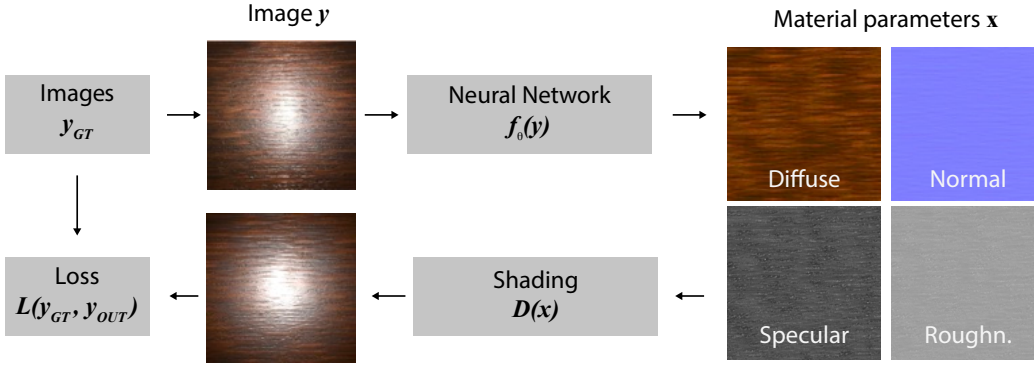 Image y
Material parameters x
Images
y_GT
Neural Network
f_θ(y)
Diffuse
Normal
Loss
L(y_GT, y_OUT)
Shading
D(x)
Specular
Roughn.